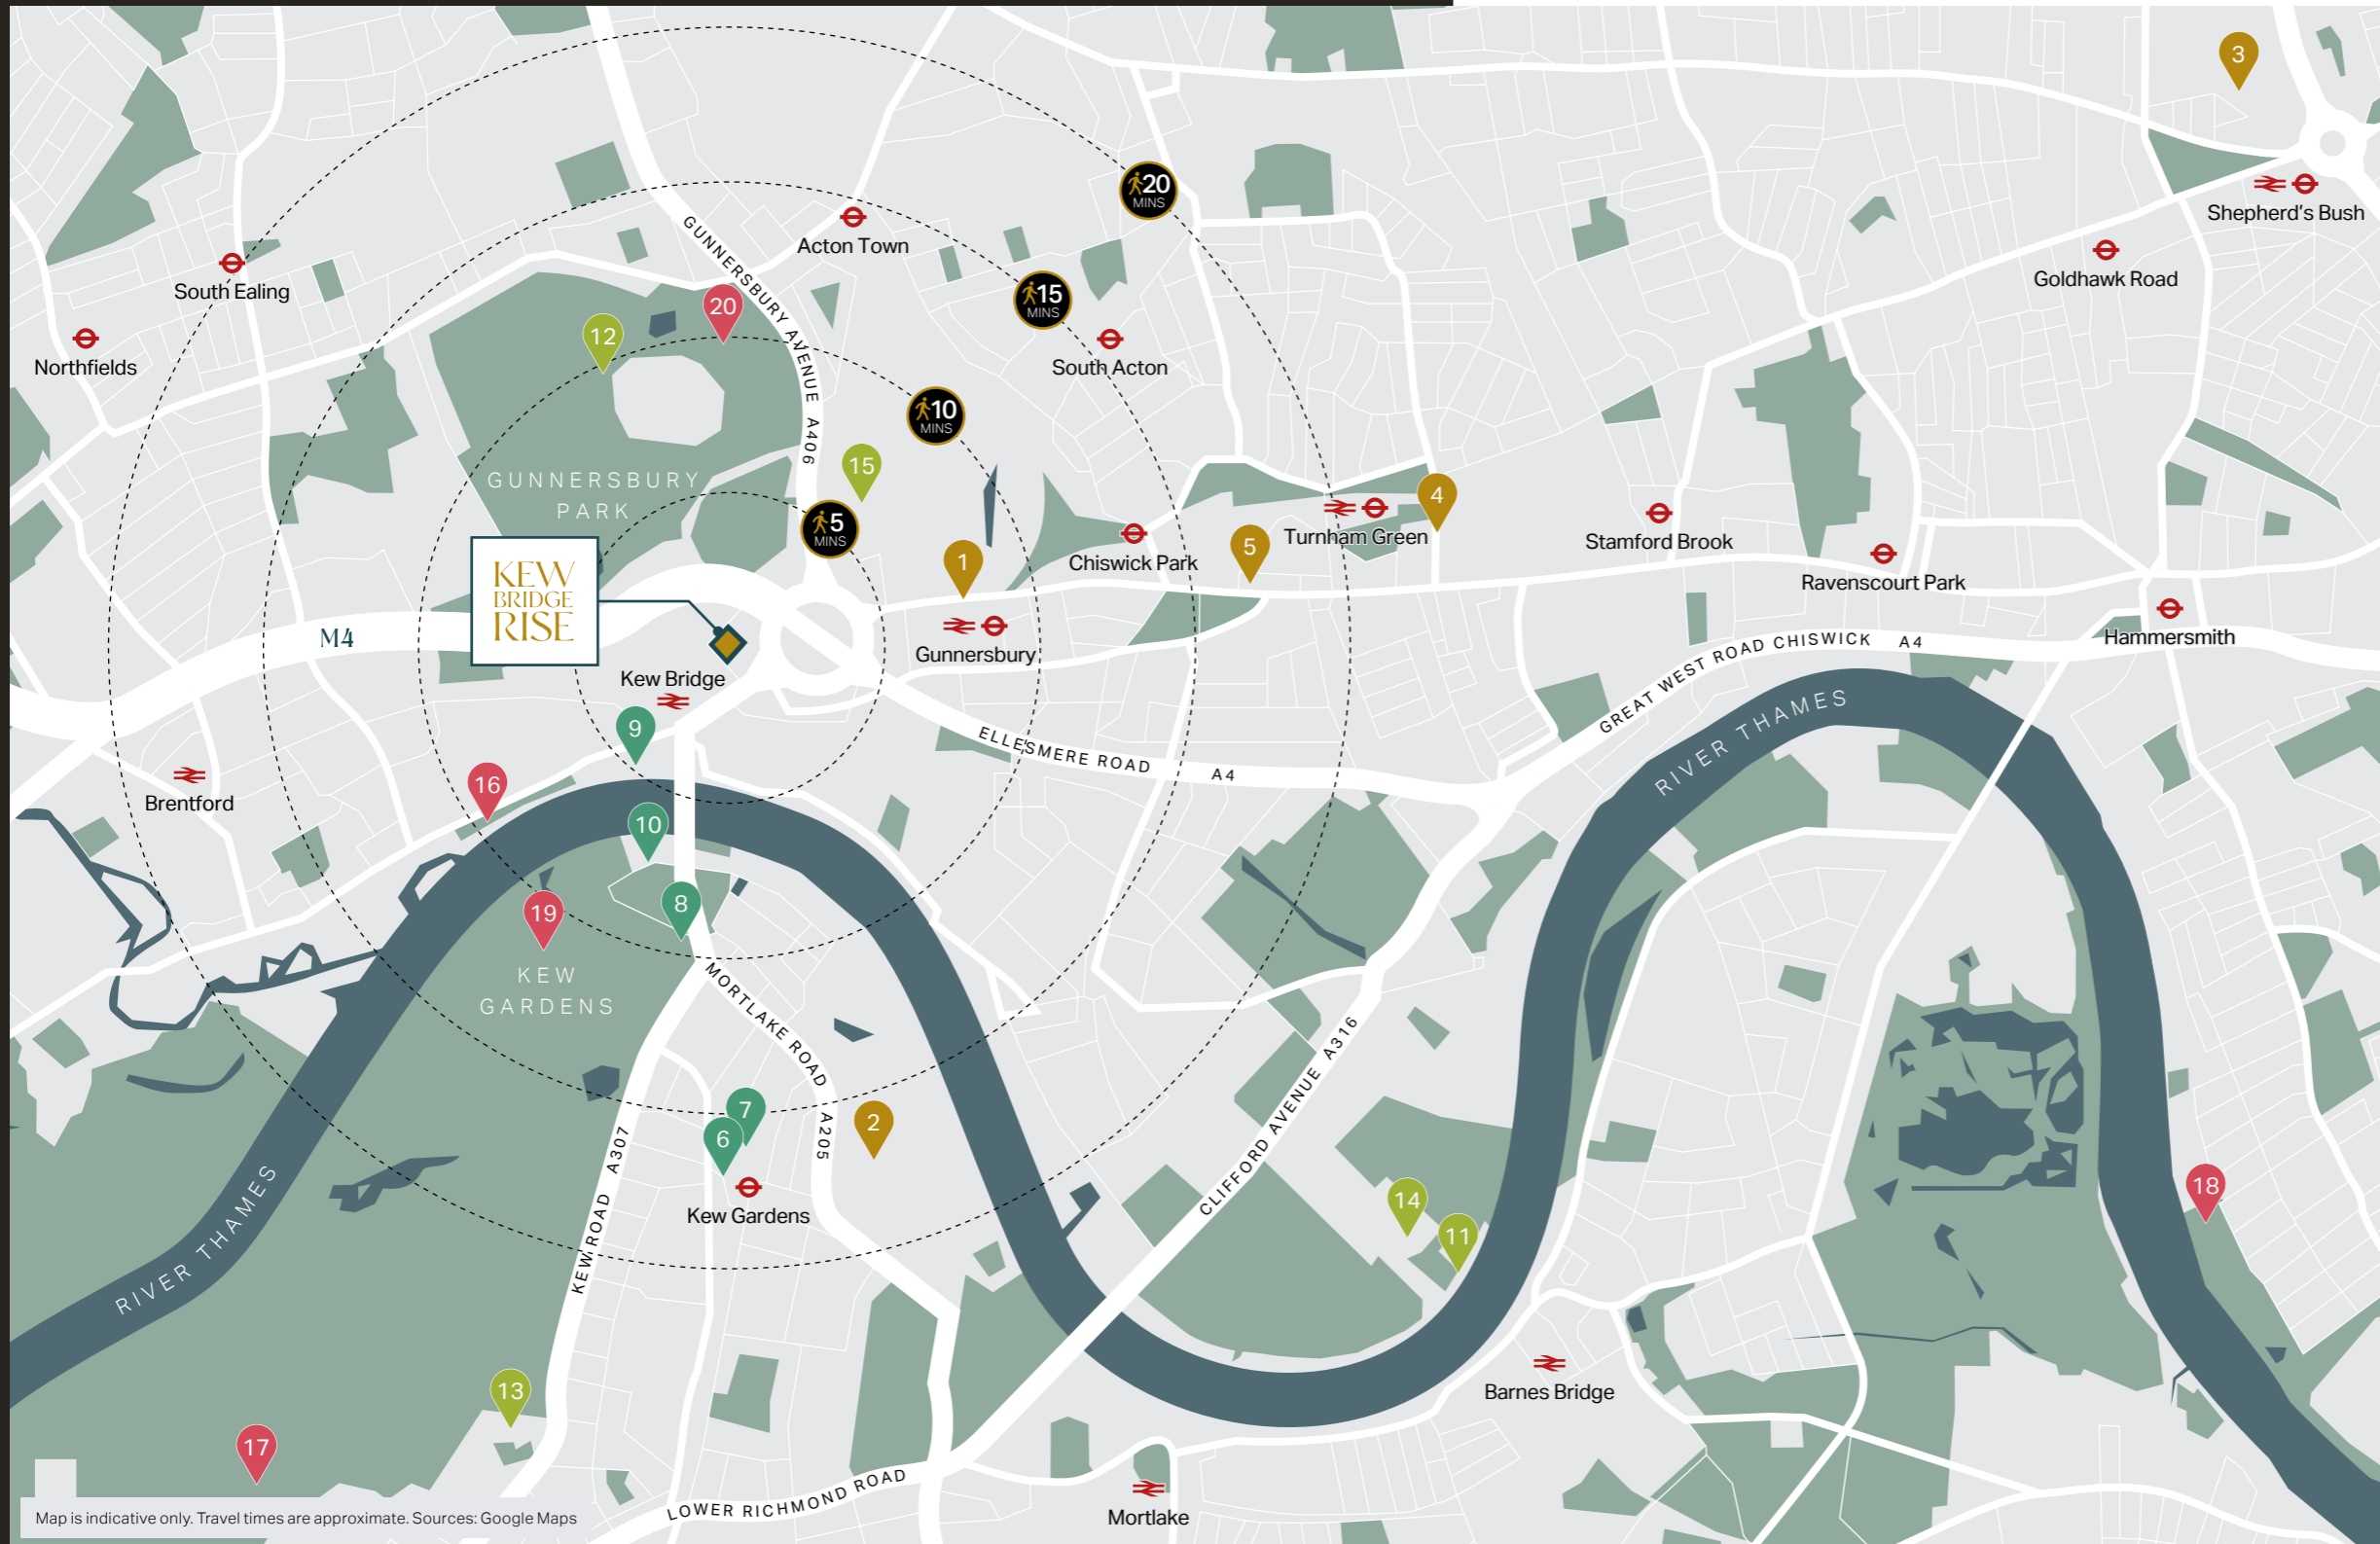 3
20
MINS
Shepherd's Bush
GUNNERSBURY AVENUE A406
Acton Town
Goldhawk Road
South Ealing
15
MINS
20
12
Northfields
South Acton
10
MINS
15
GUNNERSBURY
PARK
4
5
MINS
Stamford Brook
Turnham Green
5
Chiswick Park
1
KEW
BRIDGE
RISE
Ravenscourt Park
M4
Gunnersbury
Hammersmith
GREAT WEST ROAD CHISWICK A4
Kew Bridge
9
RIVER THAMES
ELLESMERE ROAD A4
16
Brentford
10
8
19
KEW
GARDENS
MORTLAKE ROAD A205
CLIFFORD AVENUE A316
7
6
2
KEW ROAD A307
Kew Gardens
RIVER THAMES
14
11
18
13
Barnes Bridge
17
LOWER RICHMOND ROAD
Mortlake
Map is indicative only. Travel times are approximate. Sources: Google Maps